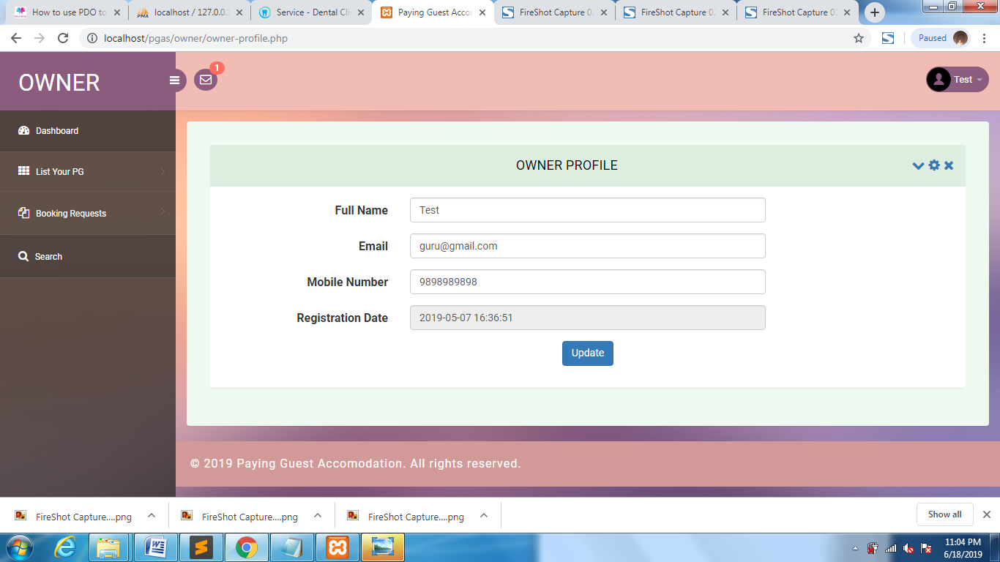 How to use PDO to
localhost / 127.0.0.
Service - Dental Cli
Paying Guest Accor
FireShot Capture 0
FireShot Capture 0
FireShot Capture 0
localhost/pgas/owner/owner-profile.php
Paused
OWNER
1
Test
Dashboard
List Your PG
Booking Requests
Search
OWNER PROFILE
Full Name
Test
Email
guru@gmail.com
Mobile Number
9898989898
Registration Date
2019-05-07 16:36:51
Update
© 2019 Paying Guest Accomodation. All rights reserved.
FireShot Capture....png
FireShot Capture....png
FireShot Capture....png
Show all
11:04 PM
6/18/2019